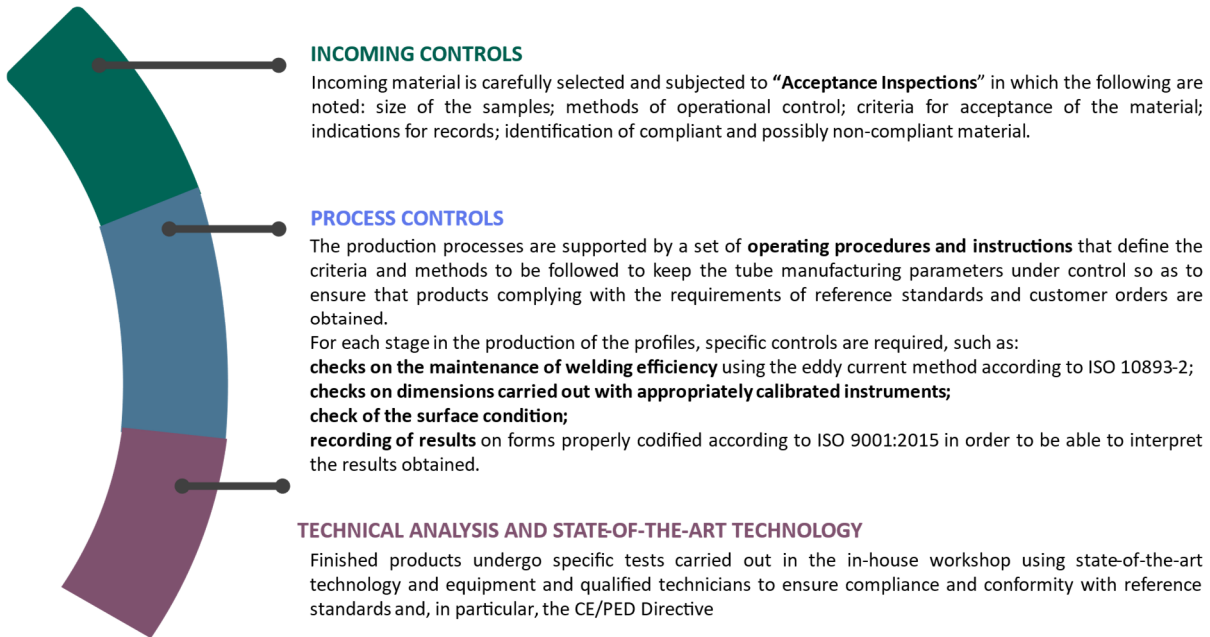 INCOMING CONTROLS
Incoming material is carefully selected and subjected to “Acceptance Inspections” in which the following are
noted: size of the samples; methods of operational control; criteria for acceptance of the material;
indications for records; identification of compliant and possibly non-compliant material.
PROCESS CONTROLS
The production processes are supported by a set of operating procedures and instructions that define the
criteria and methods to be followed to keep the tube manufacturing parameters under control so as to
ensure that products complying with the requirements of reference standards and customer orders are
obtained.
For each stage in the production of the profiles, specific controls are required, such as:
checks on the maintenance of welding efficiency using the eddy current method according to ISO 10893-2;
checks on dimensions carried out with appropriately calibrated instruments;
check of the surface condition;
recording of results on forms properly codified according to ISO 9001:2015 in order to be able to interpret
the results obtained.
TECHNICAL ANALYSIS AND STATE-OF-THE-ART TECHNOLOGY
Finished products undergo specific tests carried out in the in-house workshop using state-of-the-art
technology and equipment and qualified technicians to ensure compliance and conformity with reference
standards and, in particular, the CE/PED Directive